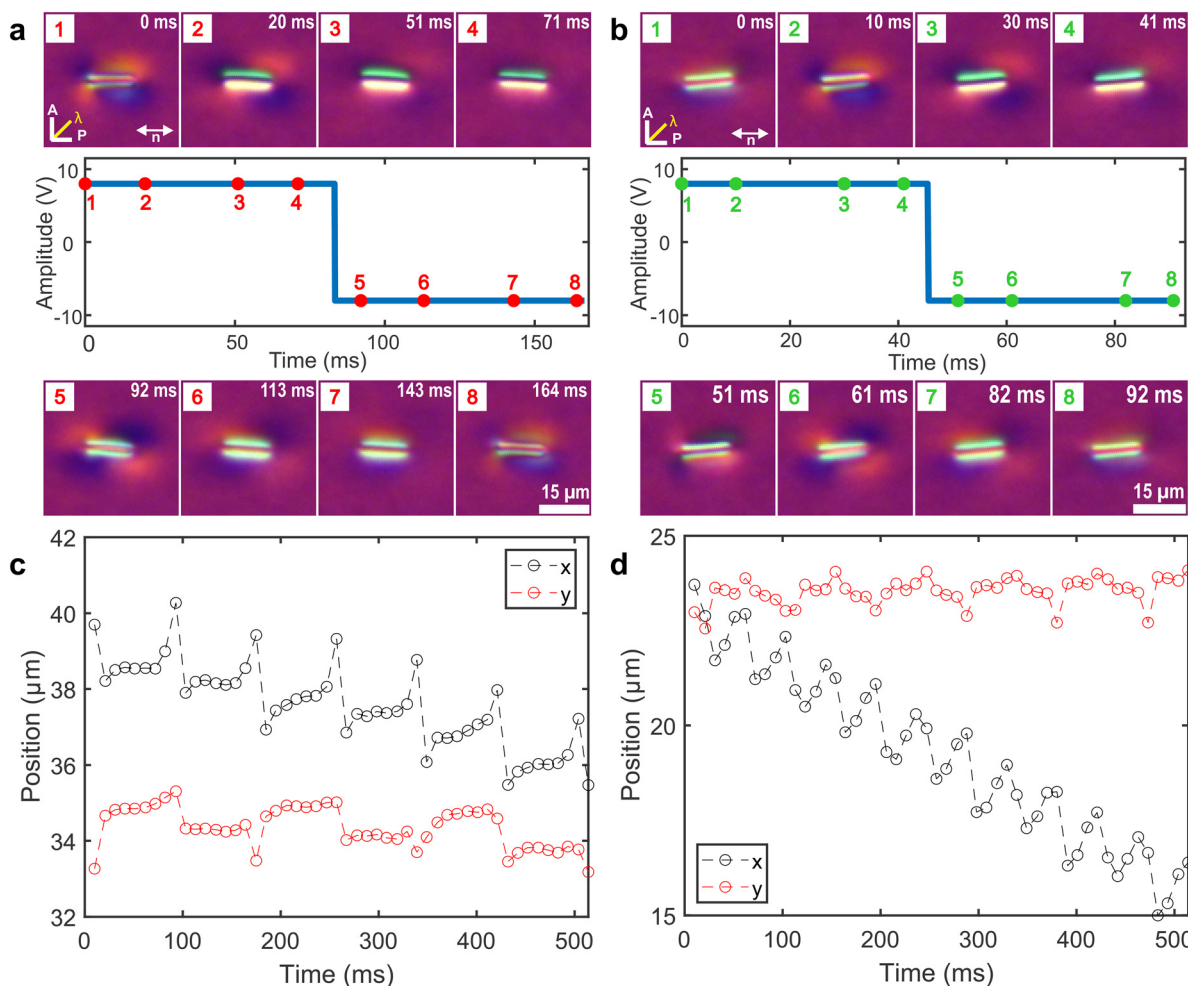 a
1 0 ms
2 20 ms
3 51 ms
4 71 ms
A λ P n
10
0
-10
Amplitude (V)
1 2 3 4
5 6 7 8
0 50 100 150
Time (ms)
5 92 ms
6 113 ms
7 143 ms
8 164 ms
15 µm
b
1 0 ms
2 10 ms
3 30 ms
4 41 ms
A λ P n
10
0
-10
Amplitude (V)
1 2 3 4
5 6 7 8
0 20 40 60 80
Time (ms)
5 51 ms
6 61 ms
7 82 ms
8 92 ms
15 µm
c
42
40
38
36
34
32
Position (µm)
x
y
0 100 200 300 400 500
Time (ms)
d
25
20
15
Position (µm)
x
y
0 100 200 300 400 500
Time (ms)